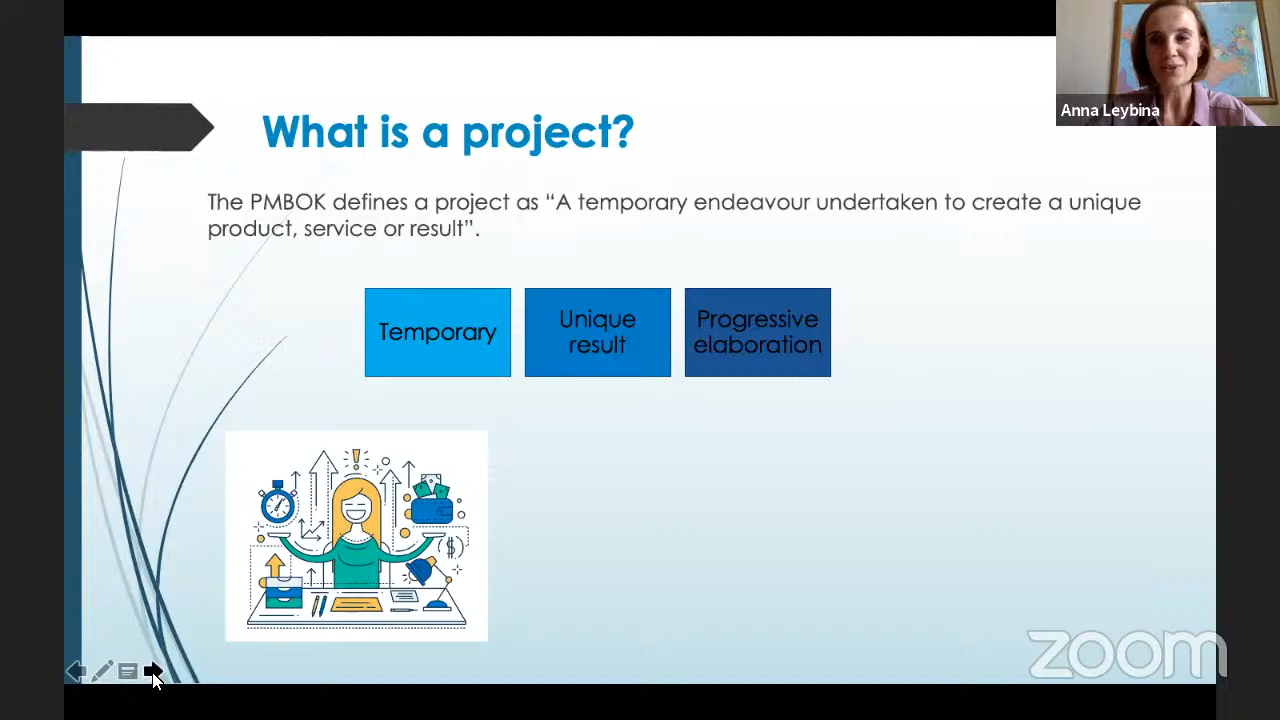 Anna Leybina
What is a project?
The PMBOK defines a project as “A temporary endeavour undertaken to create a unique
product, service or result”.
Temporary
Unique
result
Progressive
elaboration
zoom